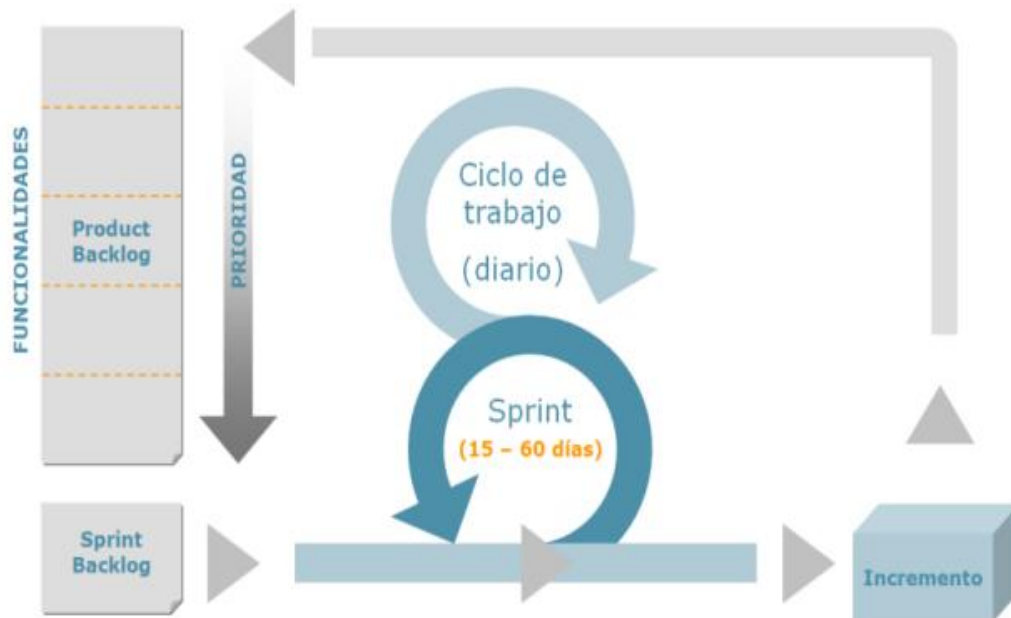 FUNCIONALIDADES
Product
Backlog
PRIORIDAD
Ciclo de
trabajo
(diario)
Sprint
(15 – 60 días)
Sprint
Backlog
Incremento